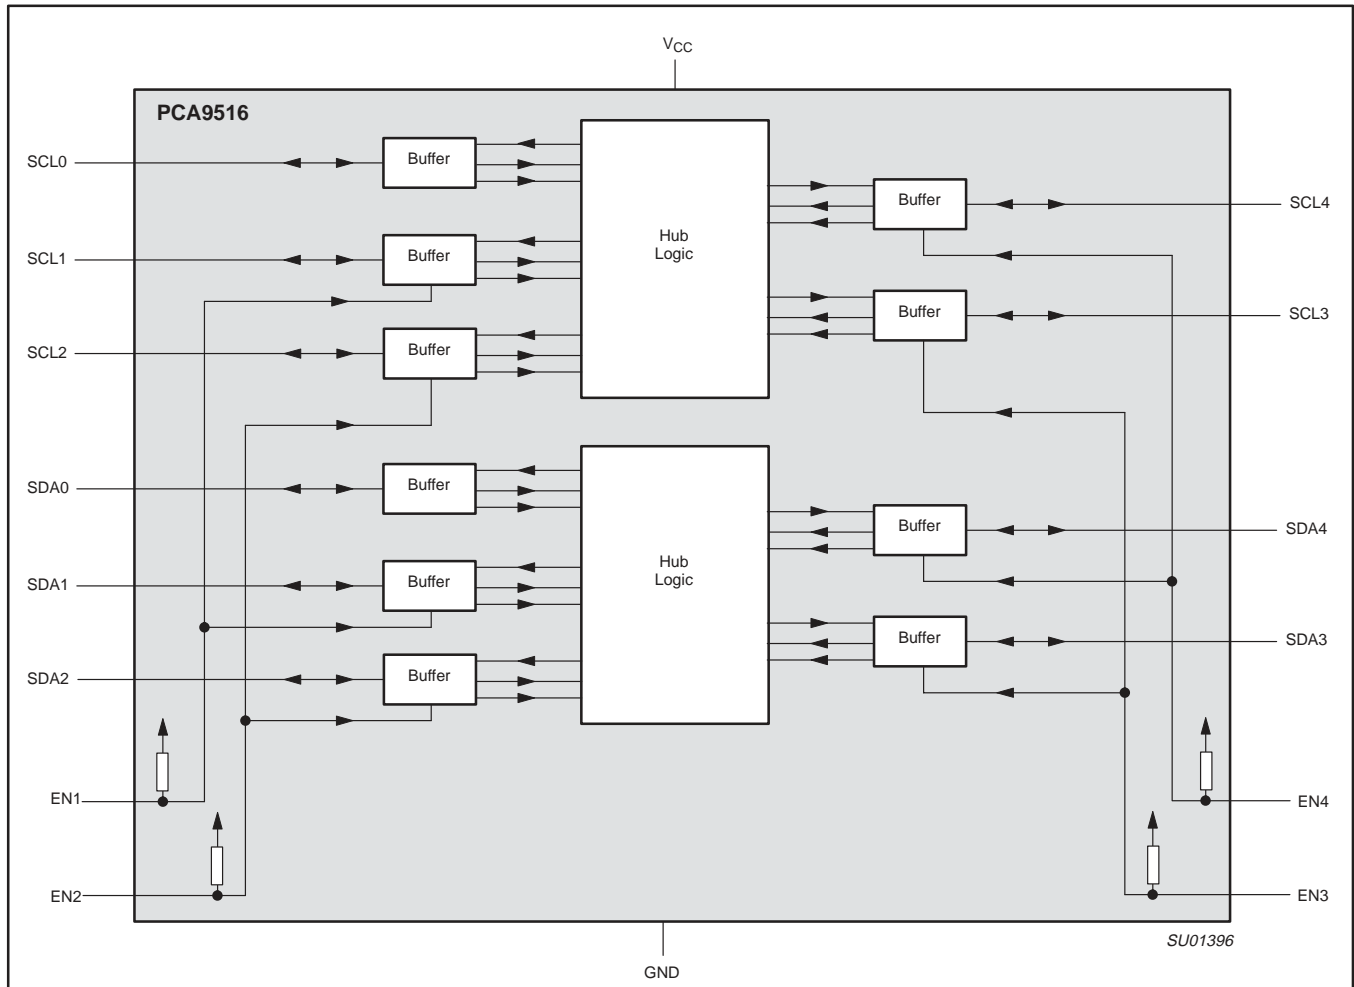 VCC
PCA9516
SCL0
Buffer
SCL1
Buffer
SCL2
Buffer
Hub
Logic
Buffer
SCL4
Buffer
SCL3
SDA0
Buffer
SDA1
Buffer
SDA2
Buffer
Hub
Logic
Buffer
SDA4
Buffer
SDA3
EN1
EN2
EN4
EN3
SU01396
GND